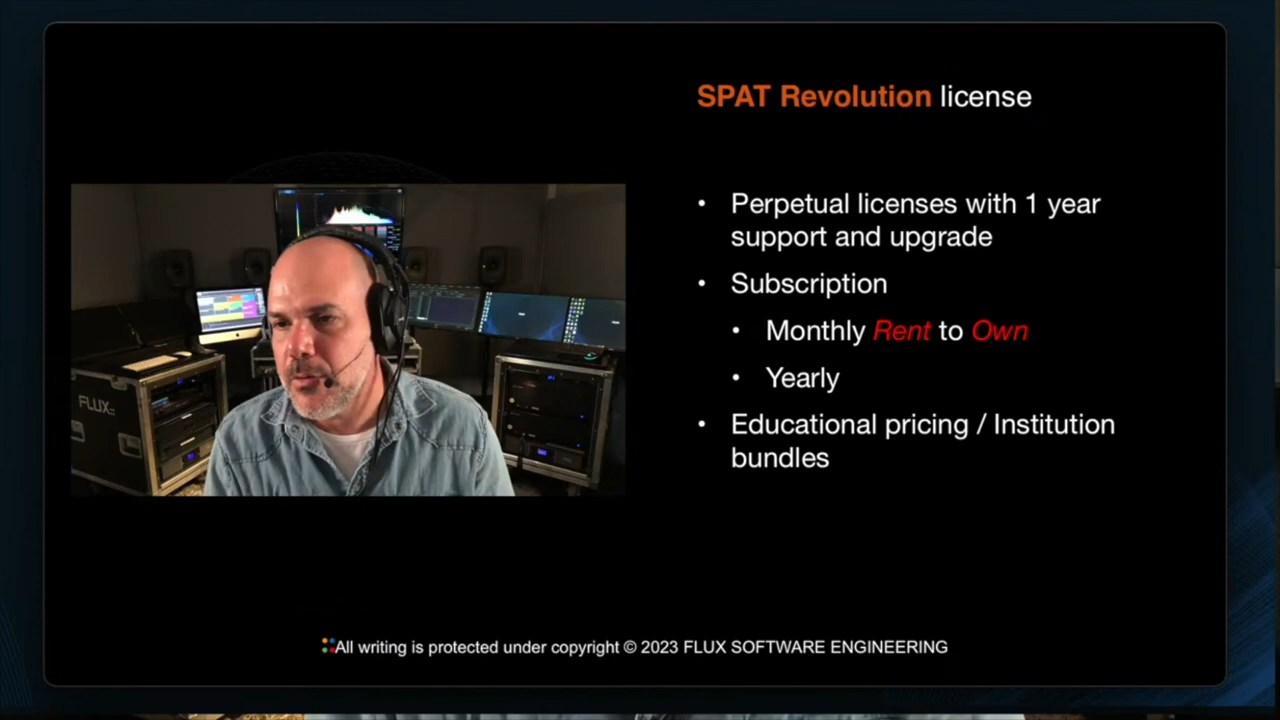 SPAT Revolution license
• Perpetual licenses with 1 year
support and upgrade
• Subscription
• Monthly Rent to Own
• Yearly
• Educational pricing / Institution
bundles
FLUX::
All writing is protected under copyright © 2023 FLUX SOFTWARE ENGINEERING